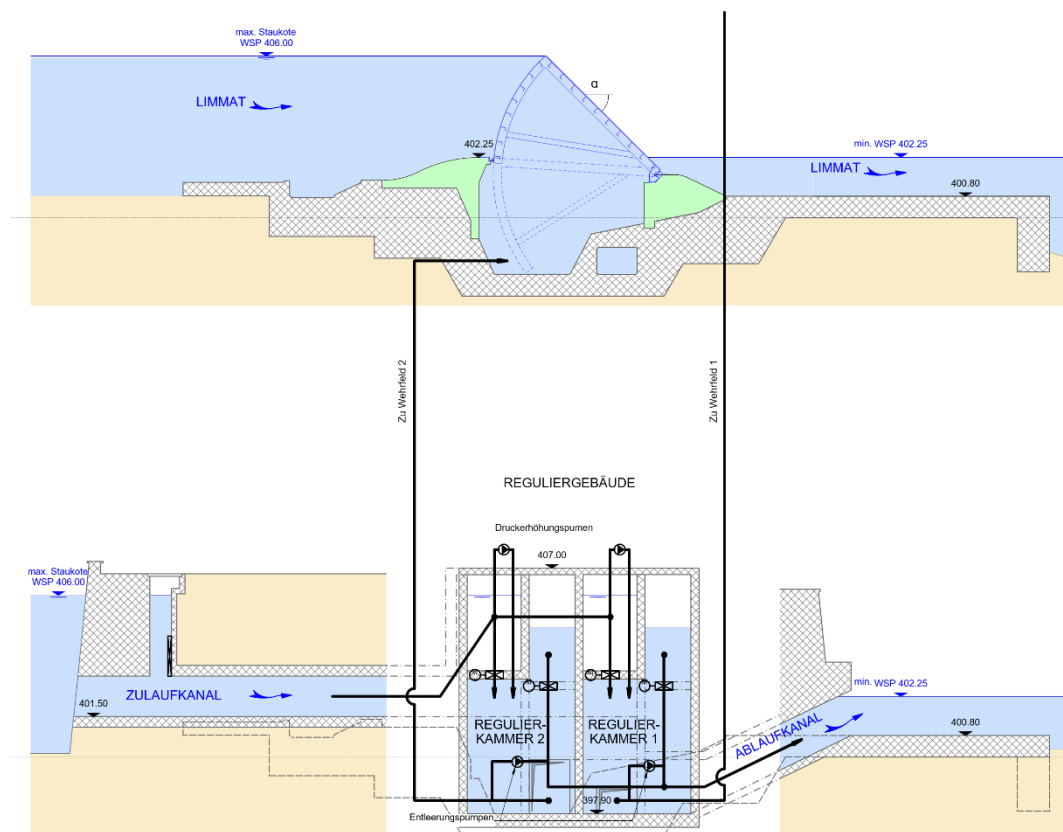 max. Staukote
WSP 406.00
LIMMAT
α
402.25
min. WSP 402.25
LIMMAT
400.80
Zu Wehrfeld 2
Zu Wehrfeld 1
REGULIERGEBÄUDE
Druckerhöhungspumen
407.00
max. Staukote
WSP 406.00
ZULAUFKANAL
401.50
REGULIER-
KAMMER 2
REGULIER-
KAMMER 1
ABLAUFKANAL
min. WSP 402.25
400.80
397.90
Entleerungspumpen